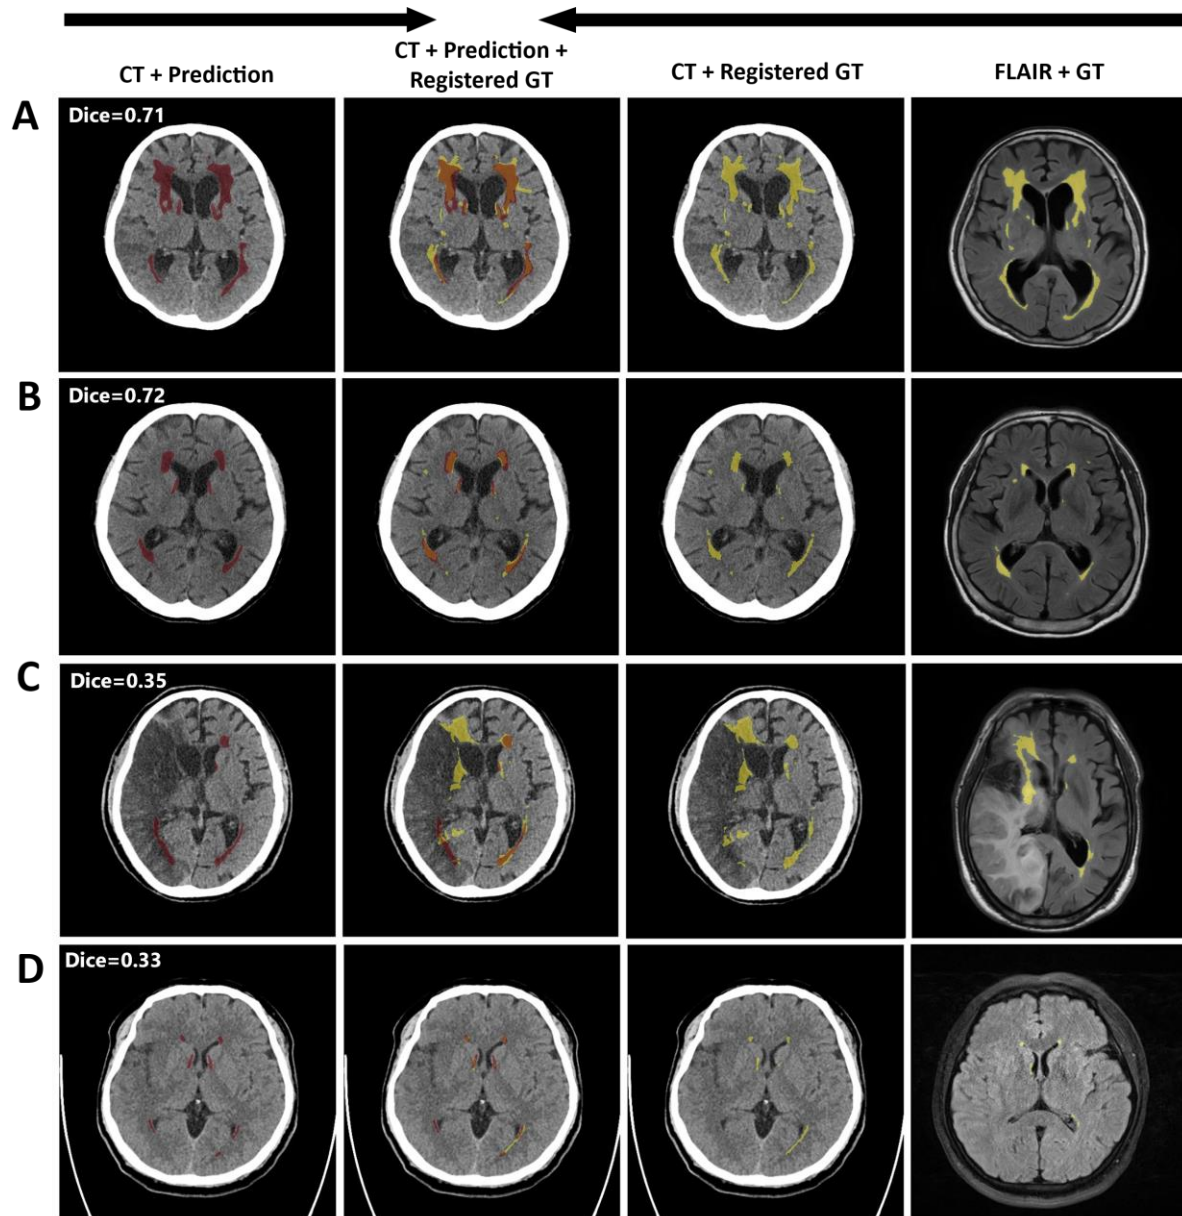 CT + Prediction
CT + Prediction +
Registered GT
CT + Registered GT
FLAIR + GT
A
Dice=0.71
B
Dice=0.72
C
Dice=0.35
D
Dice=0.33